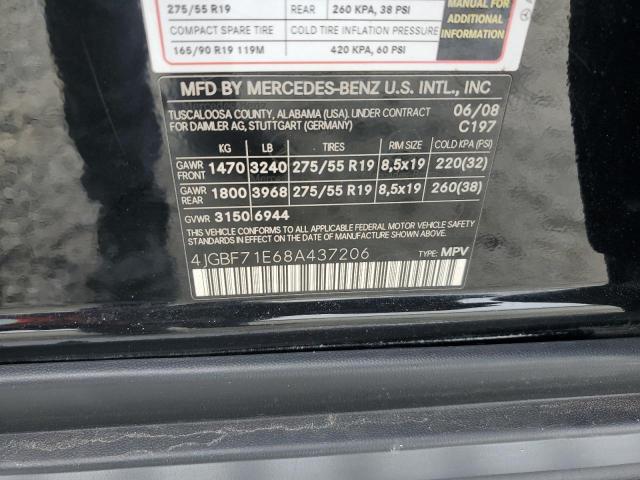 275/55 R19 REAR 260 KPA, 38 PSI
MANUAL FOR
ADDITIONAL
INFORMATION
COMPACT SPARE TIRE COLD TIRE INFLATION PRESSURE
165/90 R19 119M 420 KPA, 60 PSI
MFD BY MERCEDES-BENZ U.S. INTL., INC
TUSCALOOSA COUNTY, ALABAMA (USA). UNDER CONTRACT 06/08
FOR DAIMLER AG, STUTTGART (GERMANY) C197
KG LB TIRES RIM SIZE COLD KPA (PSI)
GAWR FRONT 1470 3240 275/55 R19 8,5x19 220(32)
GAWR REAR 1800 3968 275/55 R19 8,5x19 260(38)
GVWR 3150 6944
THIS VEHICLE CONFORMS TO ALL APPLICABLE FEDERAL MOTOR VEHICLE SAFETY
STANDARDS IN EFFECT ON THE DATE OF MANUFACTURE SHOWN ABOVE.
4JGBF71E68A437206 TYPE: MPV